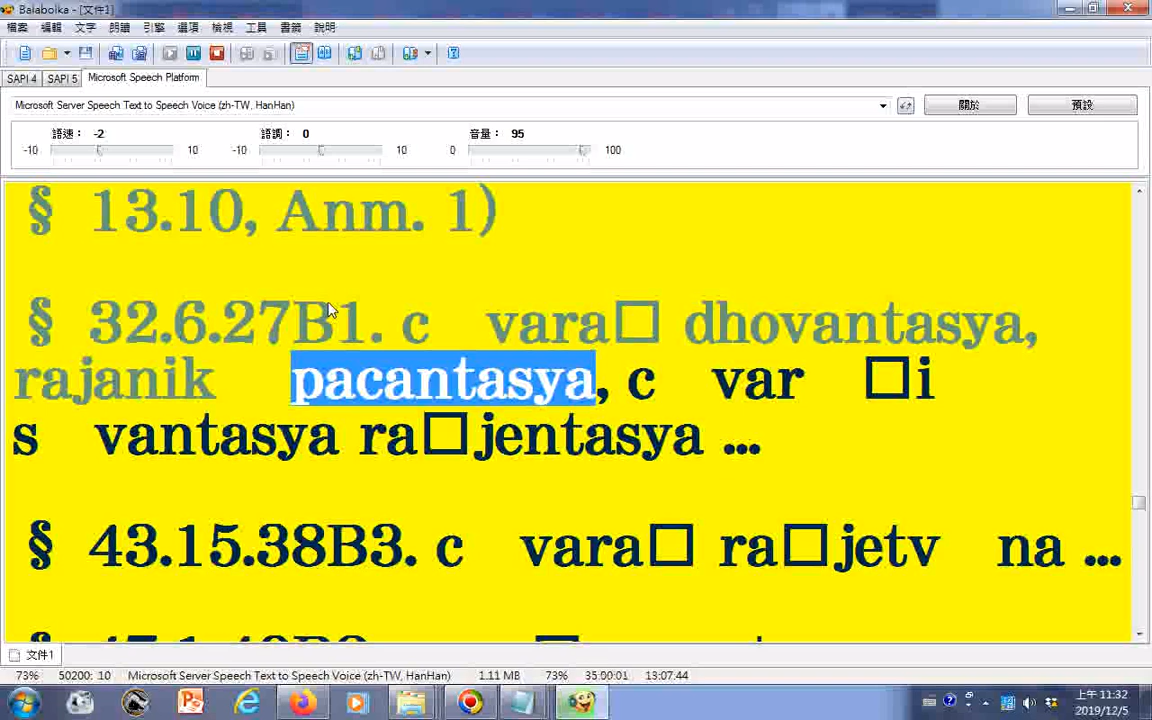 Balabolka - [文件1]
檔案 編輯 文字 朗讀 引擎 選項 檢視 工具 書籤 說明
SAPI 4 SAPI 5 Microsoft Speech Platform
Microsoft Server Speech Text to Speech Voice (zh-TW, HanHan) 關於 預設
語速： -2 語調： 0 音量： 95
-10 10 -10 10 0 100
§ 13.10, Anm. 1)
§ 32.6.27B1. c vara□ dhovantasya,
rajanik pacantasya, c var □i
s vantasya ra□jentasya ...
§ 43.15.38B3. c vara□ ra□jetv na ...
文件1
73% 50200: 10 Microsoft Server Speech Text to Speech Voice (zh-TW, HanHan) 1.11 MB 73% 35:00:01 13:07:44
上午 11:32
2019/12/5